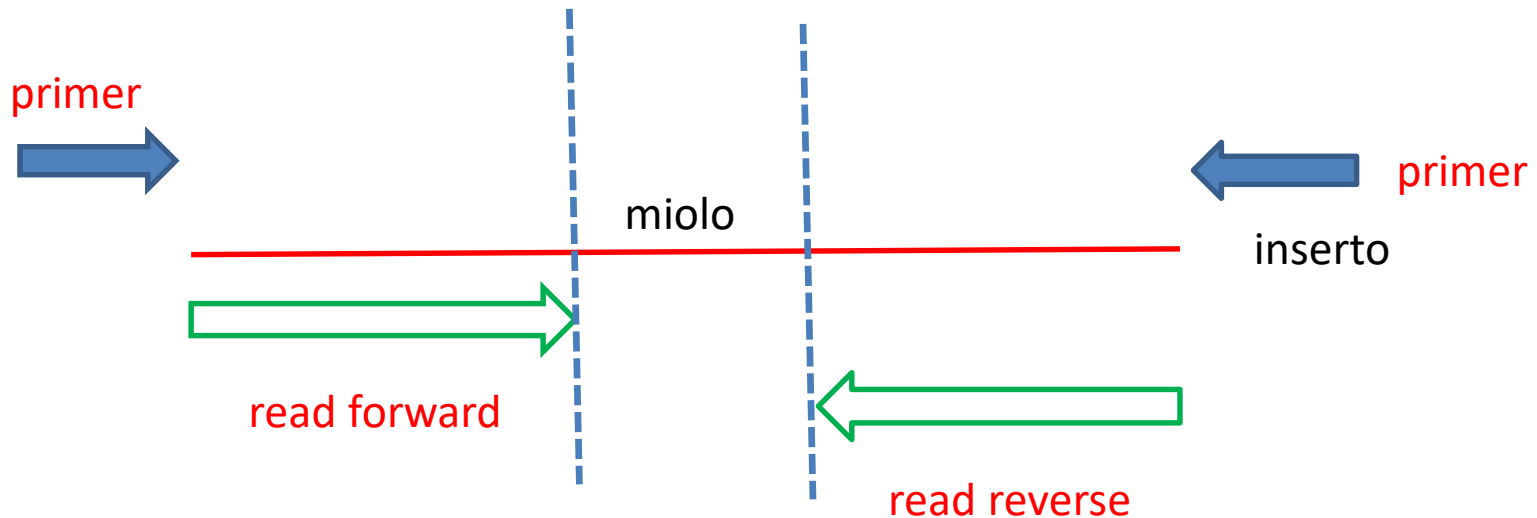 primer
primer
miolo
inserto
read forward
read reverse